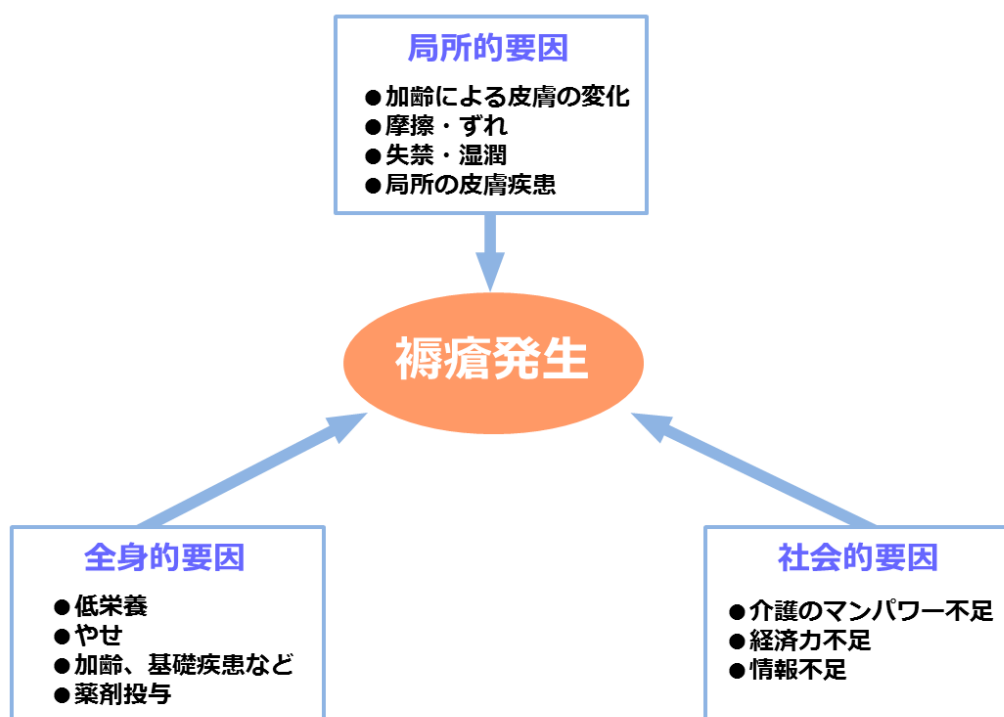 局所的要因
●加齢による皮膚の変化
●摩擦・ずれ
●失禁・湿潤
●局所の皮膚疾患
褥瘡発生
全身的要因
●低栄養
●やせ
●加齢、基礎疾患など
●薬剤投与
社会的要因
●介護のマンパワー不足
●経済力不足
●情報不足